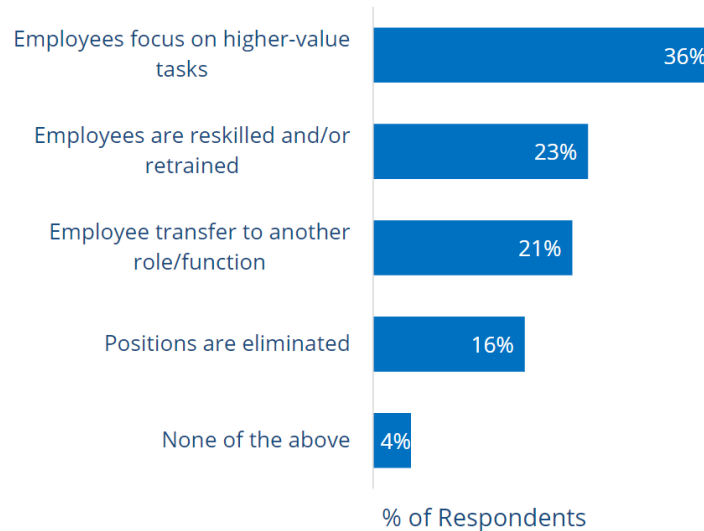 Employees focus on higher-value
tasks
36%
Employees are reskilled and/or
retrained
23%
Employee transfer to another
role/function
21%
Positions are eliminated
16%
None of the above
4%
% of Respondents